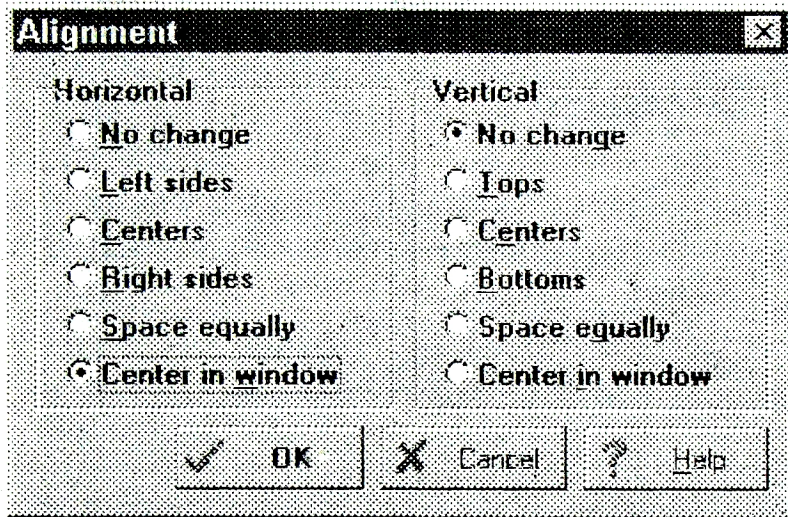 Alignment
Horizontal
No change
Left sides
Centers
Right sides
Space equally
Center in window
Vertical
No change
Tops
Centers
Bottoms
Space equally
Center in window
OK
Cancel
Help